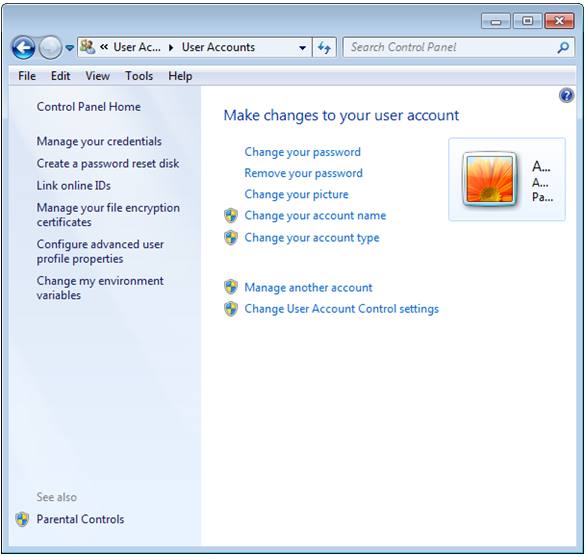 « User Ac... ▸ User Accounts
Search Control Panel
File Edit View Tools Help
Control Panel Home
Manage your credentials
Create a password reset disk
Link online IDs
Manage your file encryption
certificates
Configure advanced user
profile properties
Change my environment
variables
See also
Parental Controls
Make changes to your user account
Change your password
Remove your password
Change your picture
Change your account name
Change your account type
Manage another account
Change User Account Control settings
A...
A...
Pa...